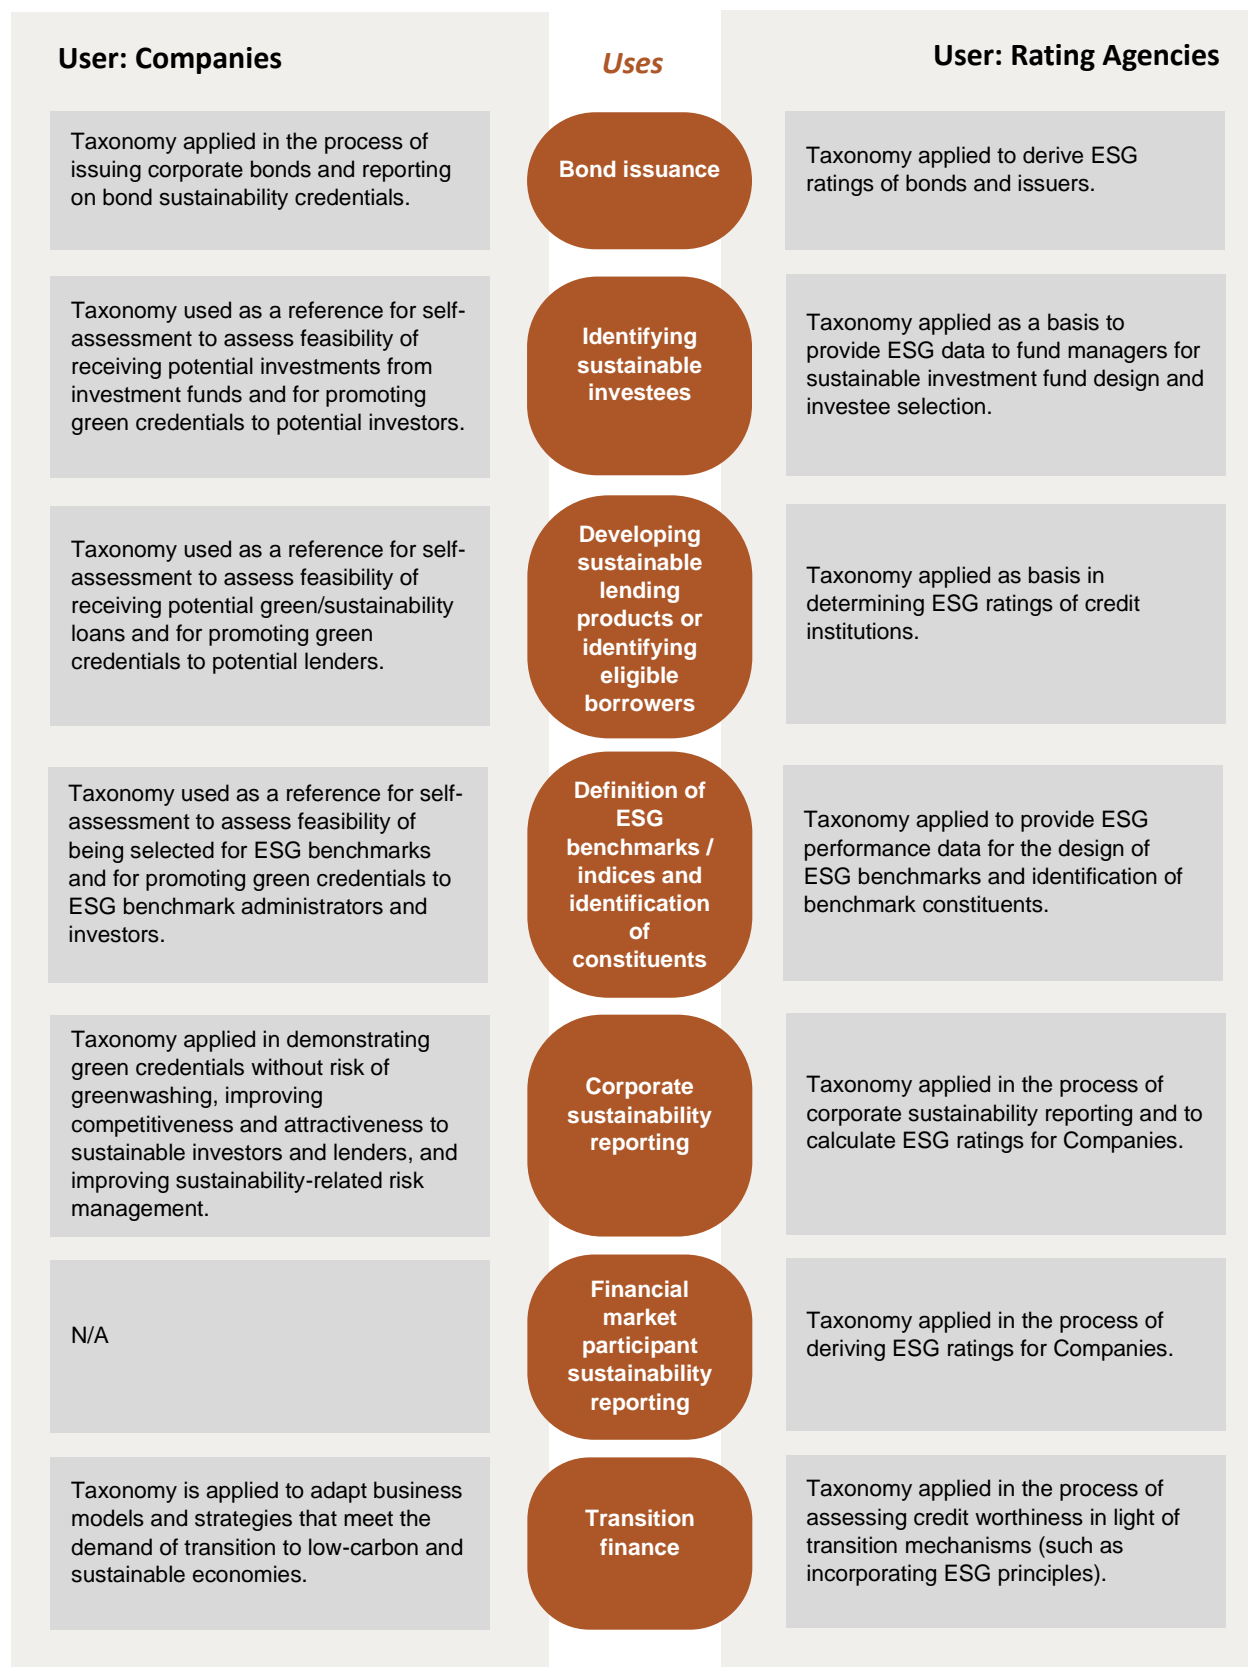 User: Companies
Uses
User: Rating Agencies
Taxonomy applied in the process of
issuing corporate bonds and reporting
on bond sustainability credentials.
Bond issuance
Taxonomy applied to derive ESG
ratings of bonds and issuers.
Taxonomy used as a reference for self-
assessment to assess feasibility of
receiving potential investments from
investment funds and for promoting
green credentials to potential investors.
Identifying
sustainable
investees
Taxonomy applied as a basis to
provide ESG data to fund managers for
sustainable investment fund design and
investee selection.
Taxonomy used as a reference for self-
assessment to assess feasibility of
receiving potential green/sustainability
loans and for promoting green
credentials to potential lenders.
Developing
sustainable
lending
products or
identifying
eligible
borrowers
Taxonomy applied as basis in
determining ESG ratings of credit
institutions.
Taxonomy used as a reference for self-
assessment to assess feasibility of
being selected for ESG benchmarks
and for promoting green credentials to
ESG benchmark administrators and
investors.
Definition of
ESG
benchmarks /
indices and
identification
of
constituents
Taxonomy applied to provide ESG
performance data for the design of
ESG benchmarks and identification of
benchmark constituents.
Taxonomy applied in demonstrating
green credentials without risk of
greenwashing, improving
competitiveness and attractiveness to
sustainable investors and lenders, and
improving sustainability-related risk
management.
Corporate
sustainability
reporting
Taxonomy applied in the process of
corporate sustainability reporting and to
calculate ESG ratings for Companies.
N/A
Financial
market
participant
sustainability
reporting
Taxonomy applied in the process of
deriving ESG ratings for Companies.
Taxonomy is applied to adapt business
models and strategies that meet the
demand of transition to low-carbon and
sustainable economies.
Transition
finance
Taxonomy applied in the process of
assessing credit worthiness in light of
transition mechanisms (such as
incorporating ESG principles).